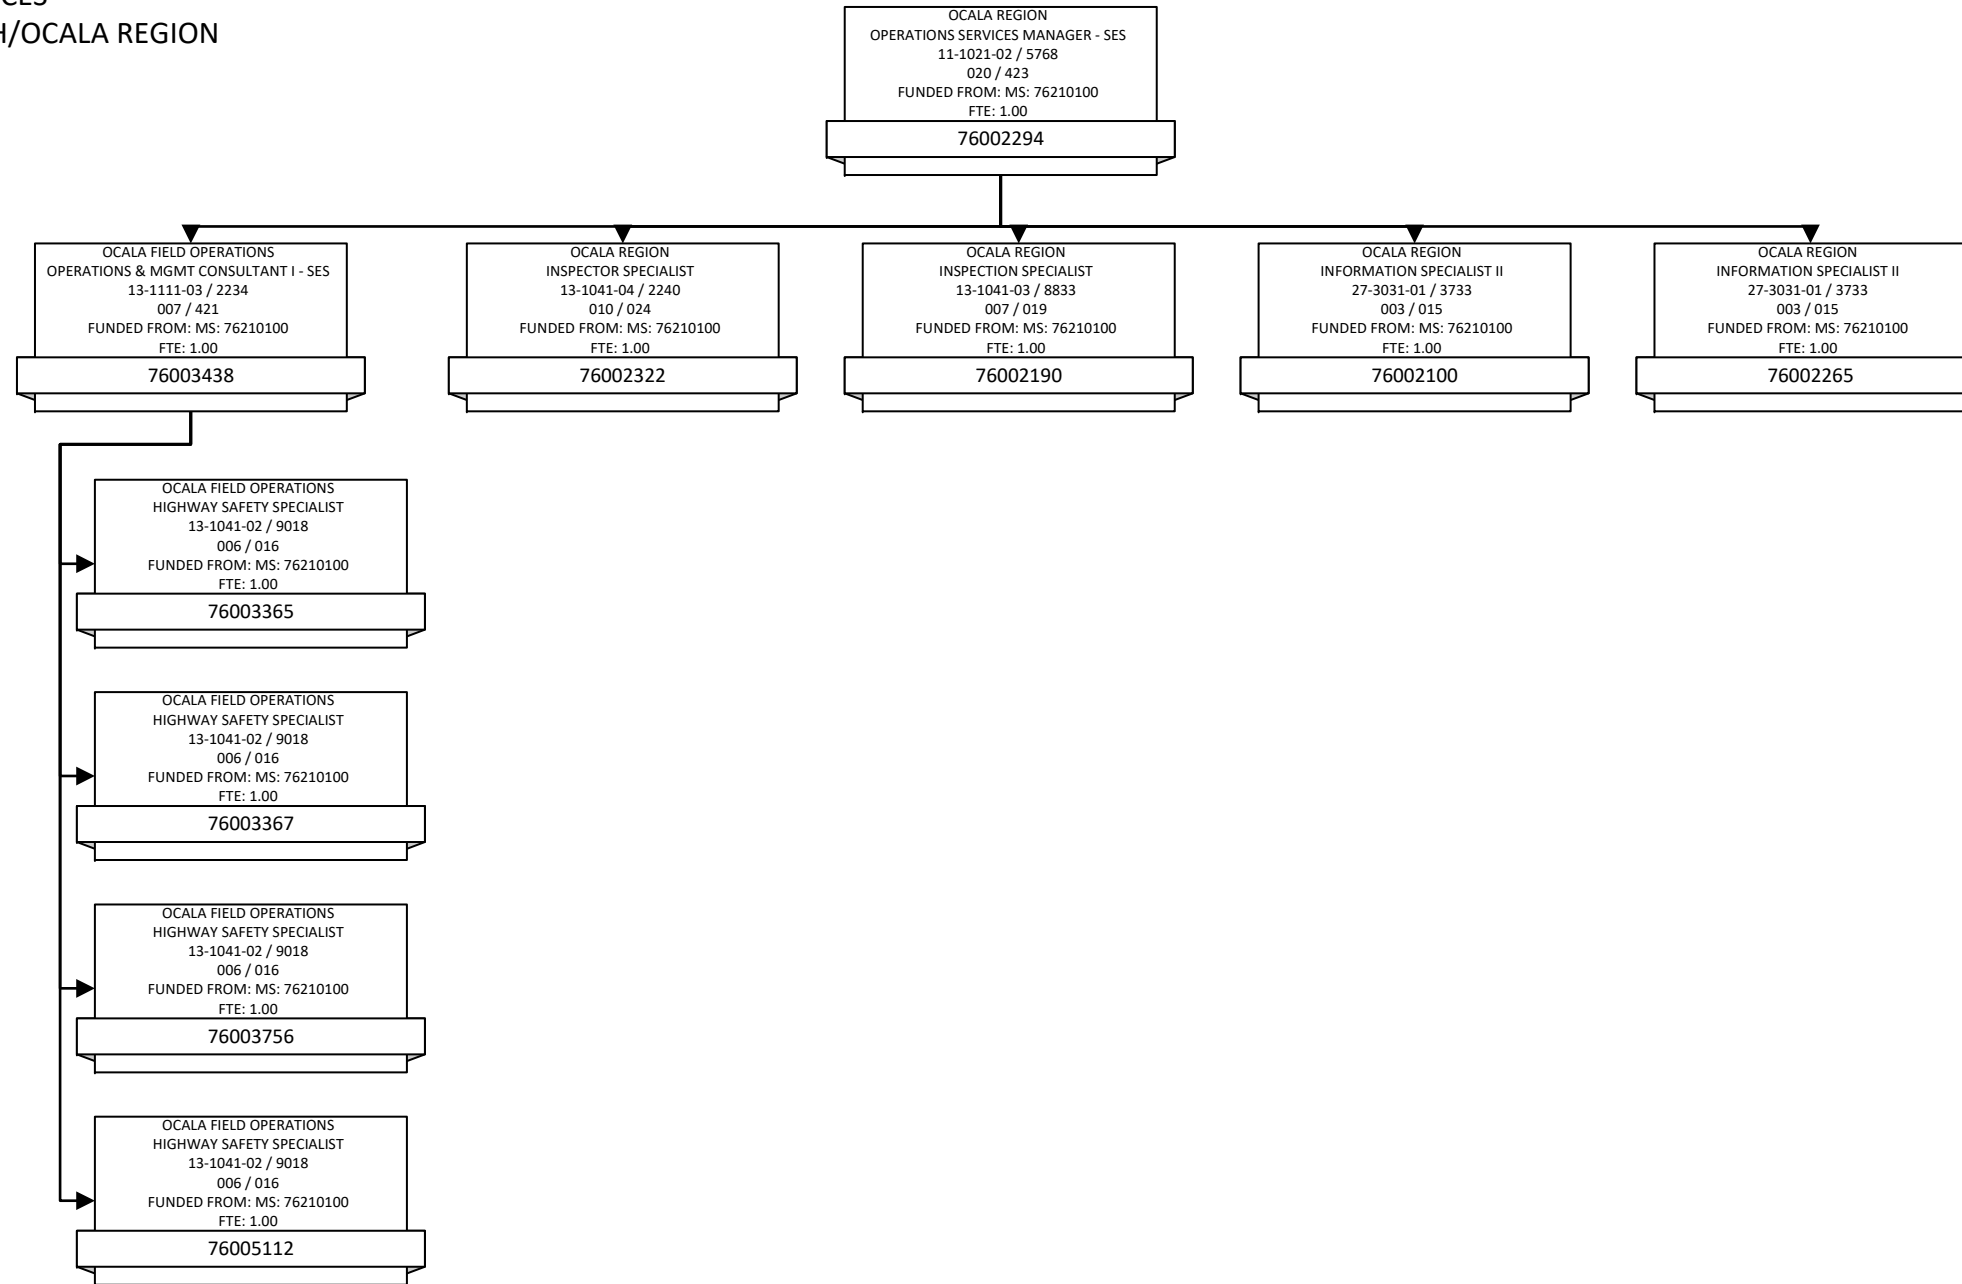 H/OCALA REGION
OCALA REGION
OPERATIONS SERVICES MANAGER - SES
11-1021-02 / 5768
020 / 423
FUNDED FROM: MS: 76210100
FTE: 1.00
76002294
OCALA FIELD OPERATIONS
OPERATIONS & MGMT CONSULTANT I - SES
13-1111-03 / 2234
007 / 421
FUNDED FROM: MS: 76210100
FTE: 1.00
76003438
OCALA REGION
INSPECTOR SPECIALIST
13-1041-04 / 2240
010 / 024
FUNDED FROM: MS: 76210100
FTE: 1.00
76002322
OCALA REGION
INSPECTION SPECIALIST
13-1041-03 / 8833
007 / 019
FUNDED FROM: MS: 76210100
FTE: 1.00
76002190
OCALA REGION
INFORMATION SPECIALIST II
27-3031-01 / 3733
003 / 015
FUNDED FROM: MS: 76210100
FTE: 1.00
76002100
OCALA REGION
INFORMATION SPECIALIST II
27-3031-01 / 3733
003 / 015
FUNDED FROM: MS: 76210100
FTE: 1.00
76002265
OCALA FIELD OPERATIONS
HIGHWAY SAFETY SPECIALIST
13-1041-02 / 9018
006 / 016
FUNDED FROM: MS: 76210100
FTE: 1.00
76003365
OCALA FIELD OPERATIONS
HIGHWAY SAFETY SPECIALIST
13-1041-02 / 9018
006 / 016
FUNDED FROM: MS: 76210100
FTE: 1.00
76003367
OCALA FIELD OPERATIONS
HIGHWAY SAFETY SPECIALIST
13-1041-02 / 9018
006 / 016
FUNDED FROM: MS: 76210100
FTE: 1.00
76003756
OCALA FIELD OPERATIONS
HIGHWAY SAFETY SPECIALIST
13-1041-02 / 9018
006 / 016
FUNDED FROM: MS: 76210100
FTE: 1.00
76005112